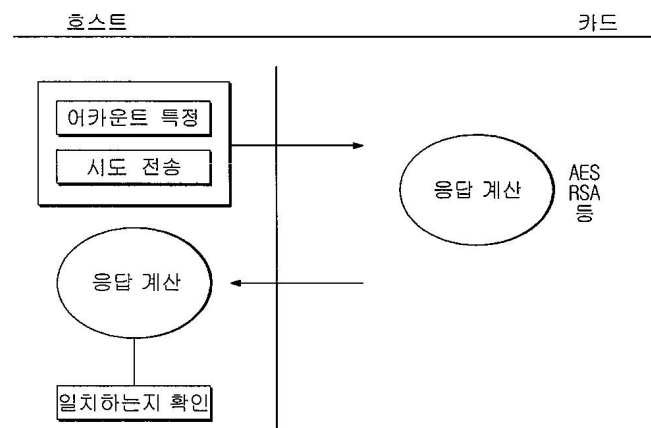 호스트
카드
어카운트 특정
시도 전송
응답 계산
AES
RSA
등
응답 계산
일치하는지 확인